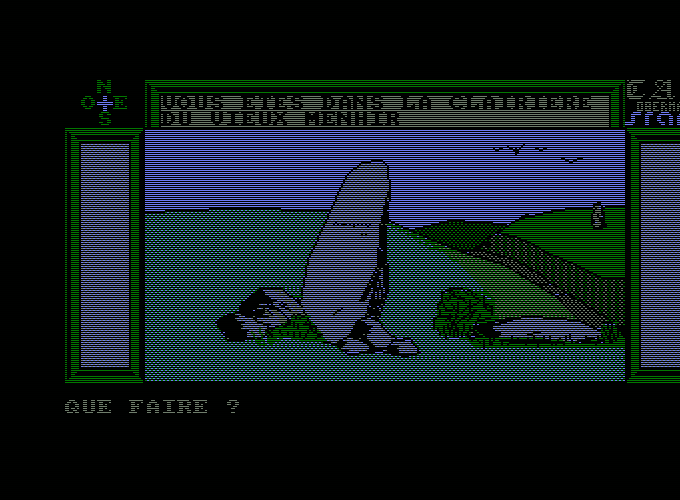 N
O E
S
VOUS ETES DANS LA CLAIRIERE
DU VIEUX MENHIR
QUE FAIRE ?